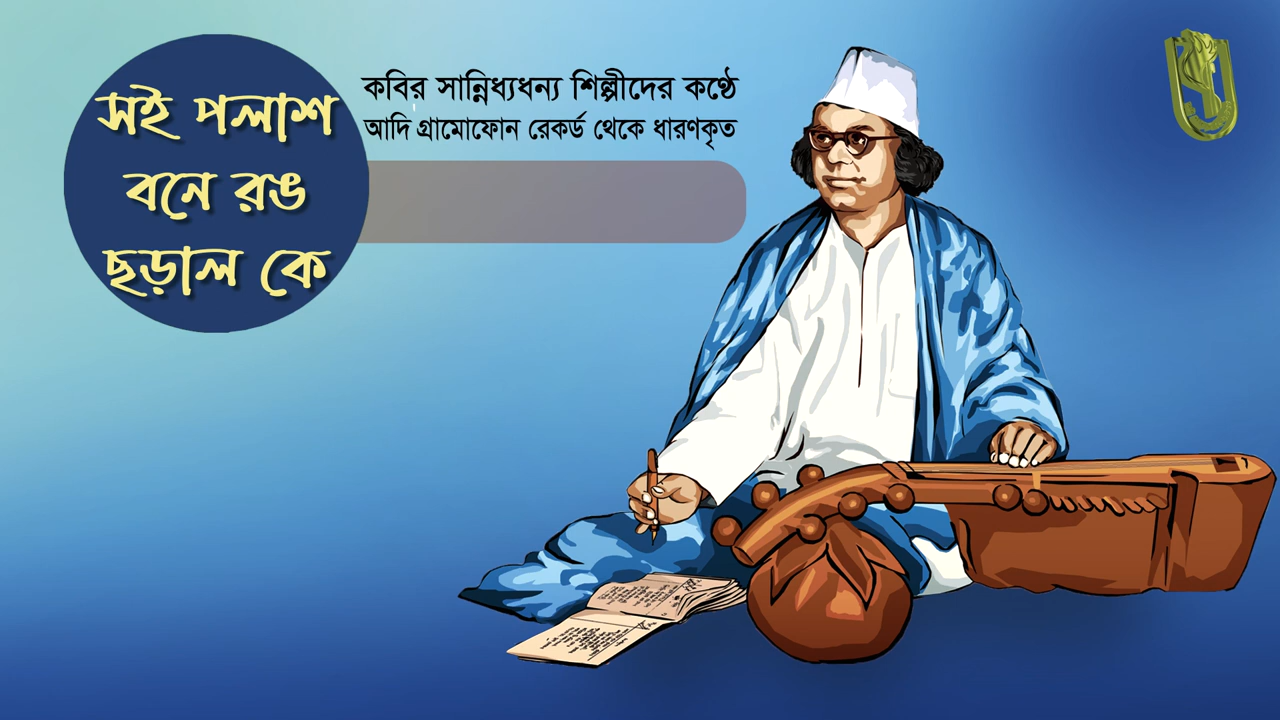 সই পলাশ
বনে রঙ
ছড়াল কে
কবির সান্নিধ্যধন্য শিল্পীদের কণ্ঠে
আদি গ্রামোফোন রেকর্ড থেকে ধারণকৃত